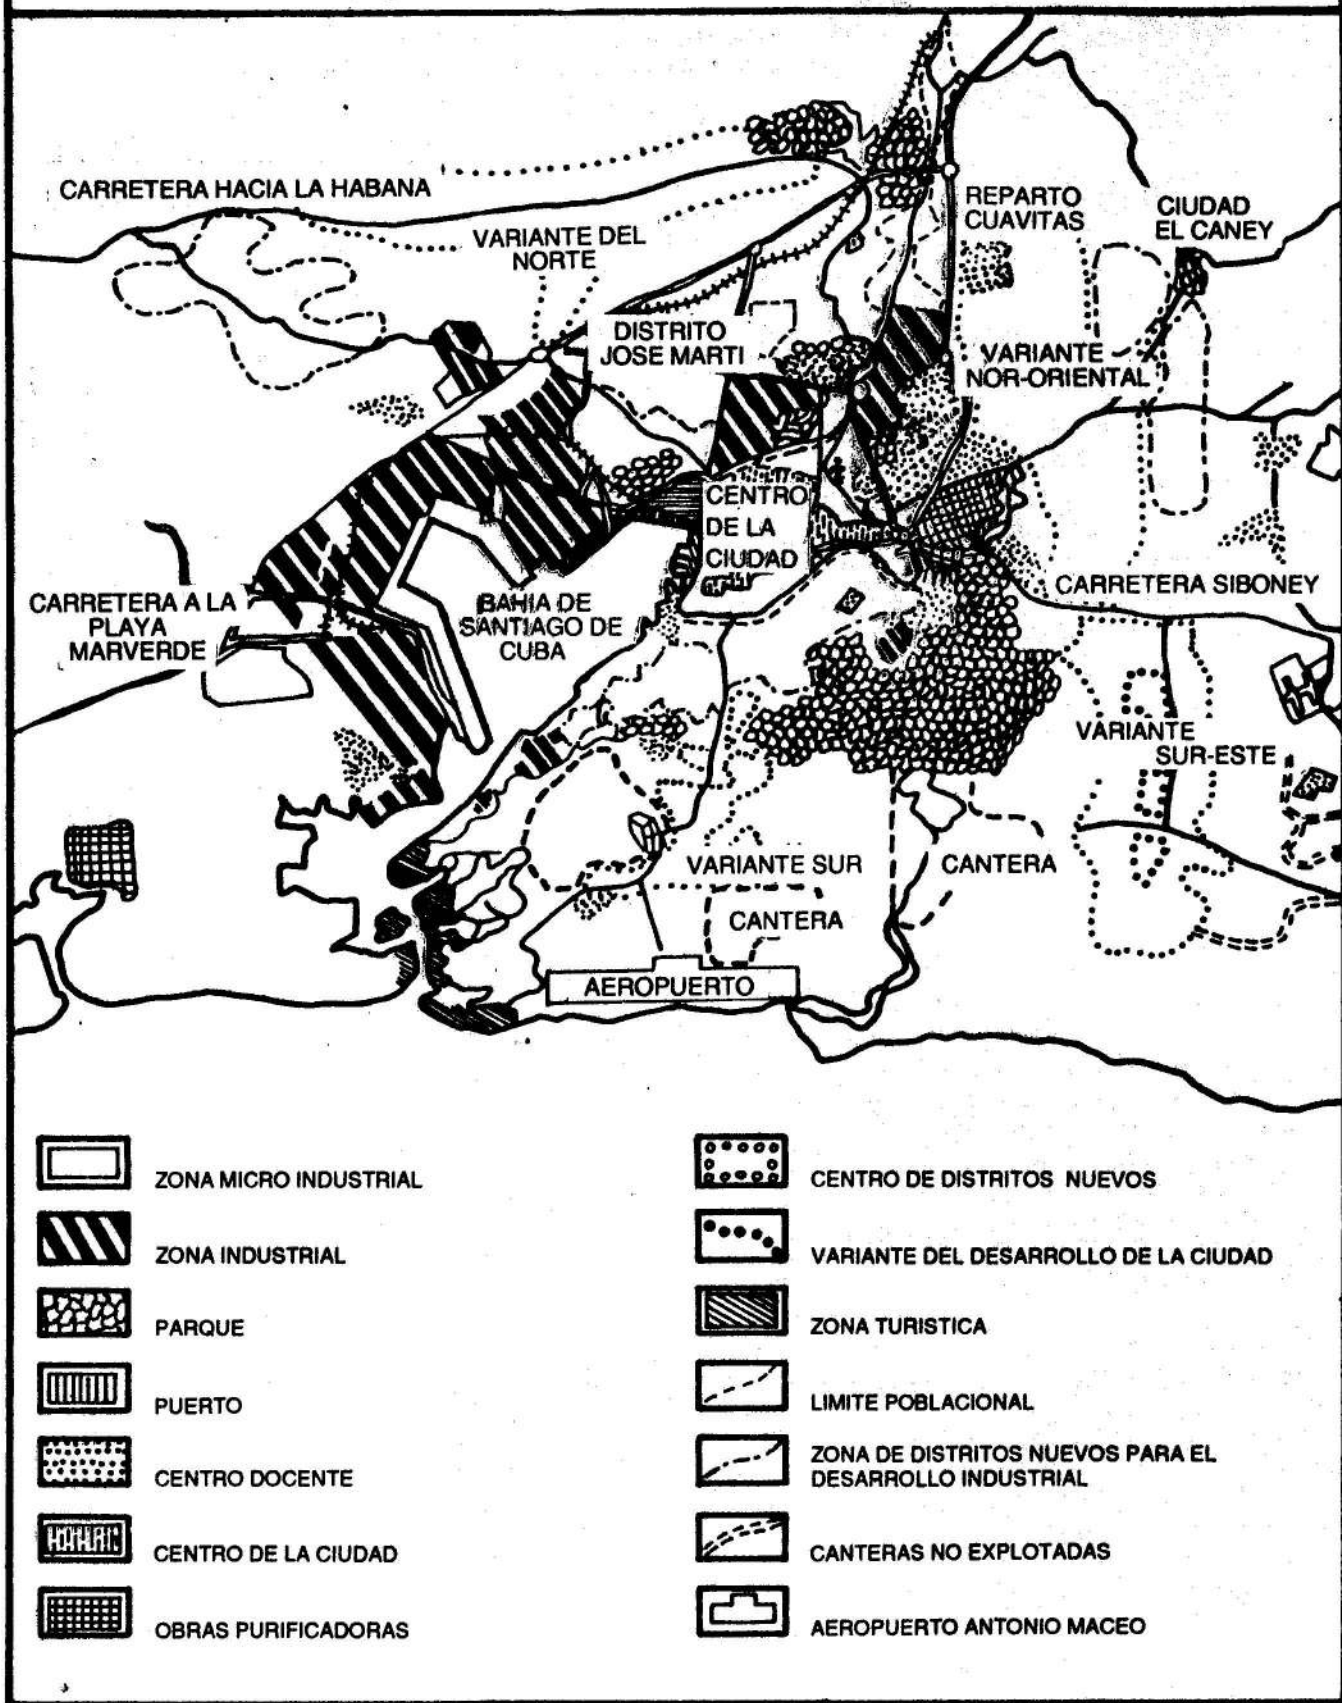 CARRETERA HACIA LA HABANA
VARIANTE DEL
NORTE
REPARTO
CUAVITAS
CIUDAD
EL CANEY
DISTRITO
JOSE MARTI
VARIANTE
NOR-ORIENTAL
CENTRO
DE LA
CIUDAD
CARRETERA SIBONEY
CARRETERA A LA
PLAYA
MARVERDE
BAHIA DE
SANTIAGO DE
CUBA
VARIANTE
SUR-ESTE
VARIANTE SUR
CANTERA
CANTERA
AEROPUERTO
ZONA MICRO INDUSTRIAL
ZONA INDUSTRIAL
PARQUE
PUERTO
CENTRO DOCENTE
CENTRO DE LA CIUDAD
OBRAS PURIFICADORAS
CENTRO DE DISTRITOS NUEVOS
VARIANTE DEL DESARROLLO DE LA CIUDAD
ZONA TURISTICA
LIMITE POBLACIONAL
ZONA DE DISTRITOS NUEVOS PARA EL
DESARROLLO INDUSTRIAL
CANTERAS NO EXPLOTADAS
AEROPUERTO ANTONIO MACEO